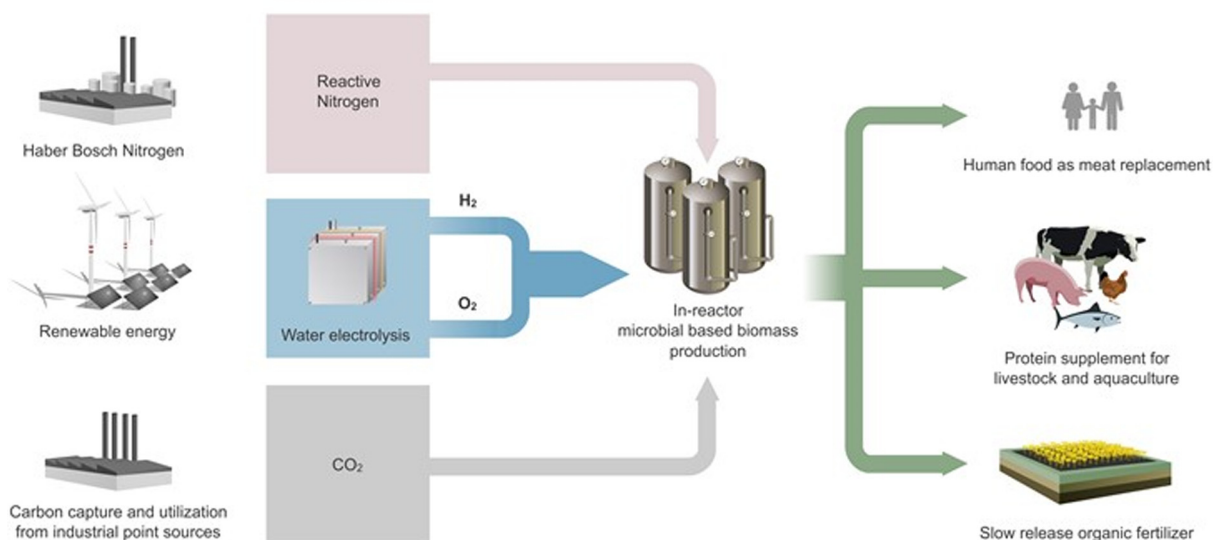 Haber Bosch Nitrogen
Renewable energy
Carbon capture and utilization
from industrial point sources
Reactive
Nitrogen
H₂
O₂
Water electrolysis
CO₂
In-reactor
microbial based biomass
production
Human food as meat replacement
Protein supplement for
livestock and aquaculture
Slow release organic fertilizer